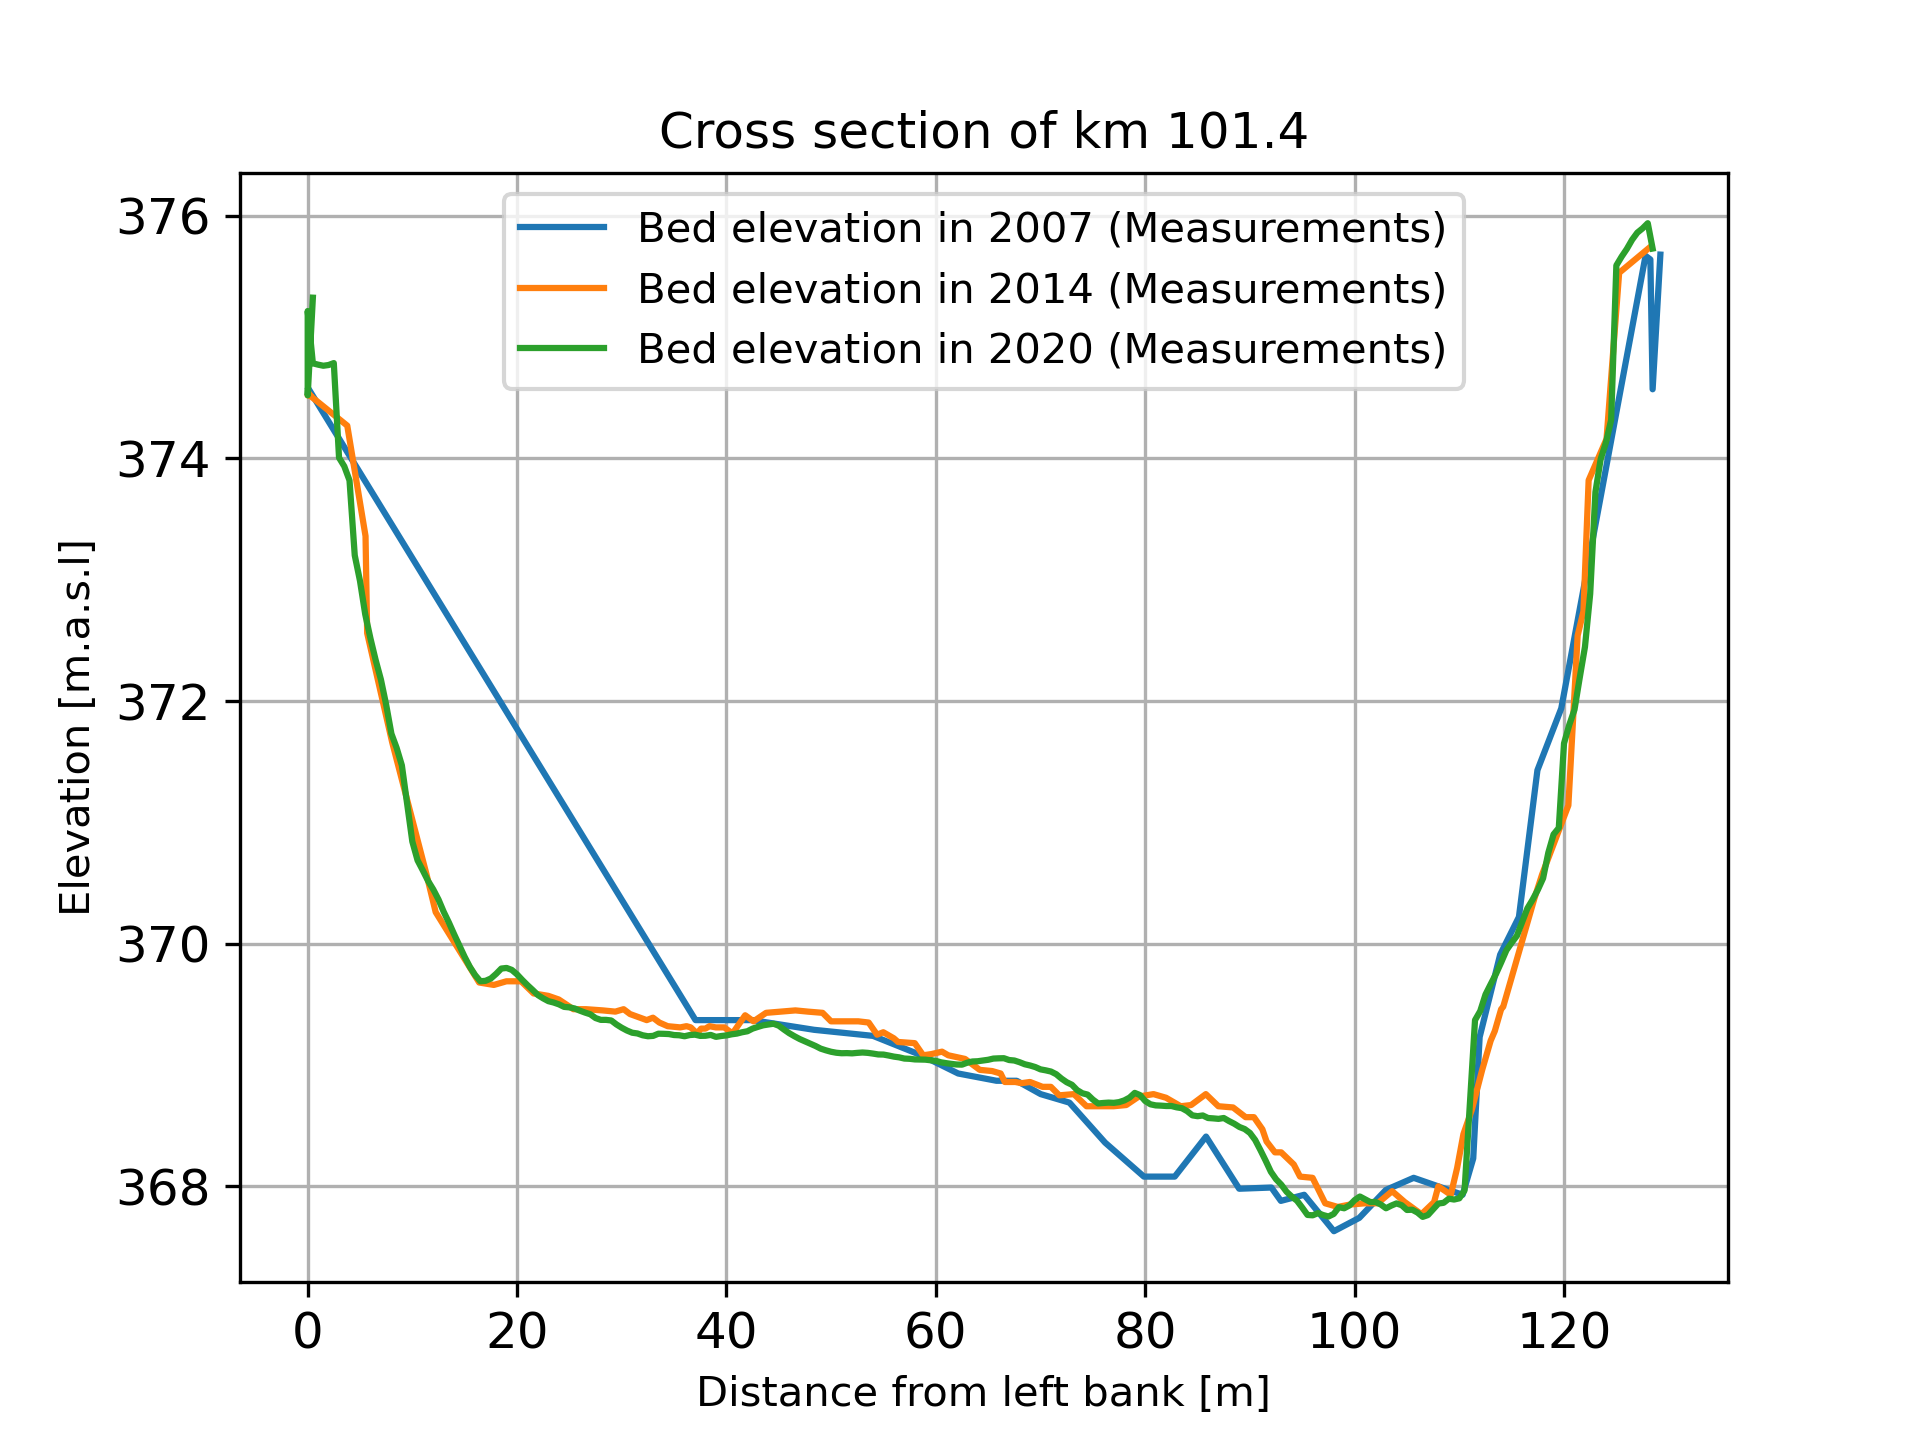 Cross section of km 101.4
Bed elevation in 2007 (Measurements)
Bed elevation in 2014 (Measurements)
Bed elevation in 2020 (Measurements)
Elevation [m.a.s.l]
376
374
372
370
368
0 20 40 60 80 100 120
Distance from left bank [m]